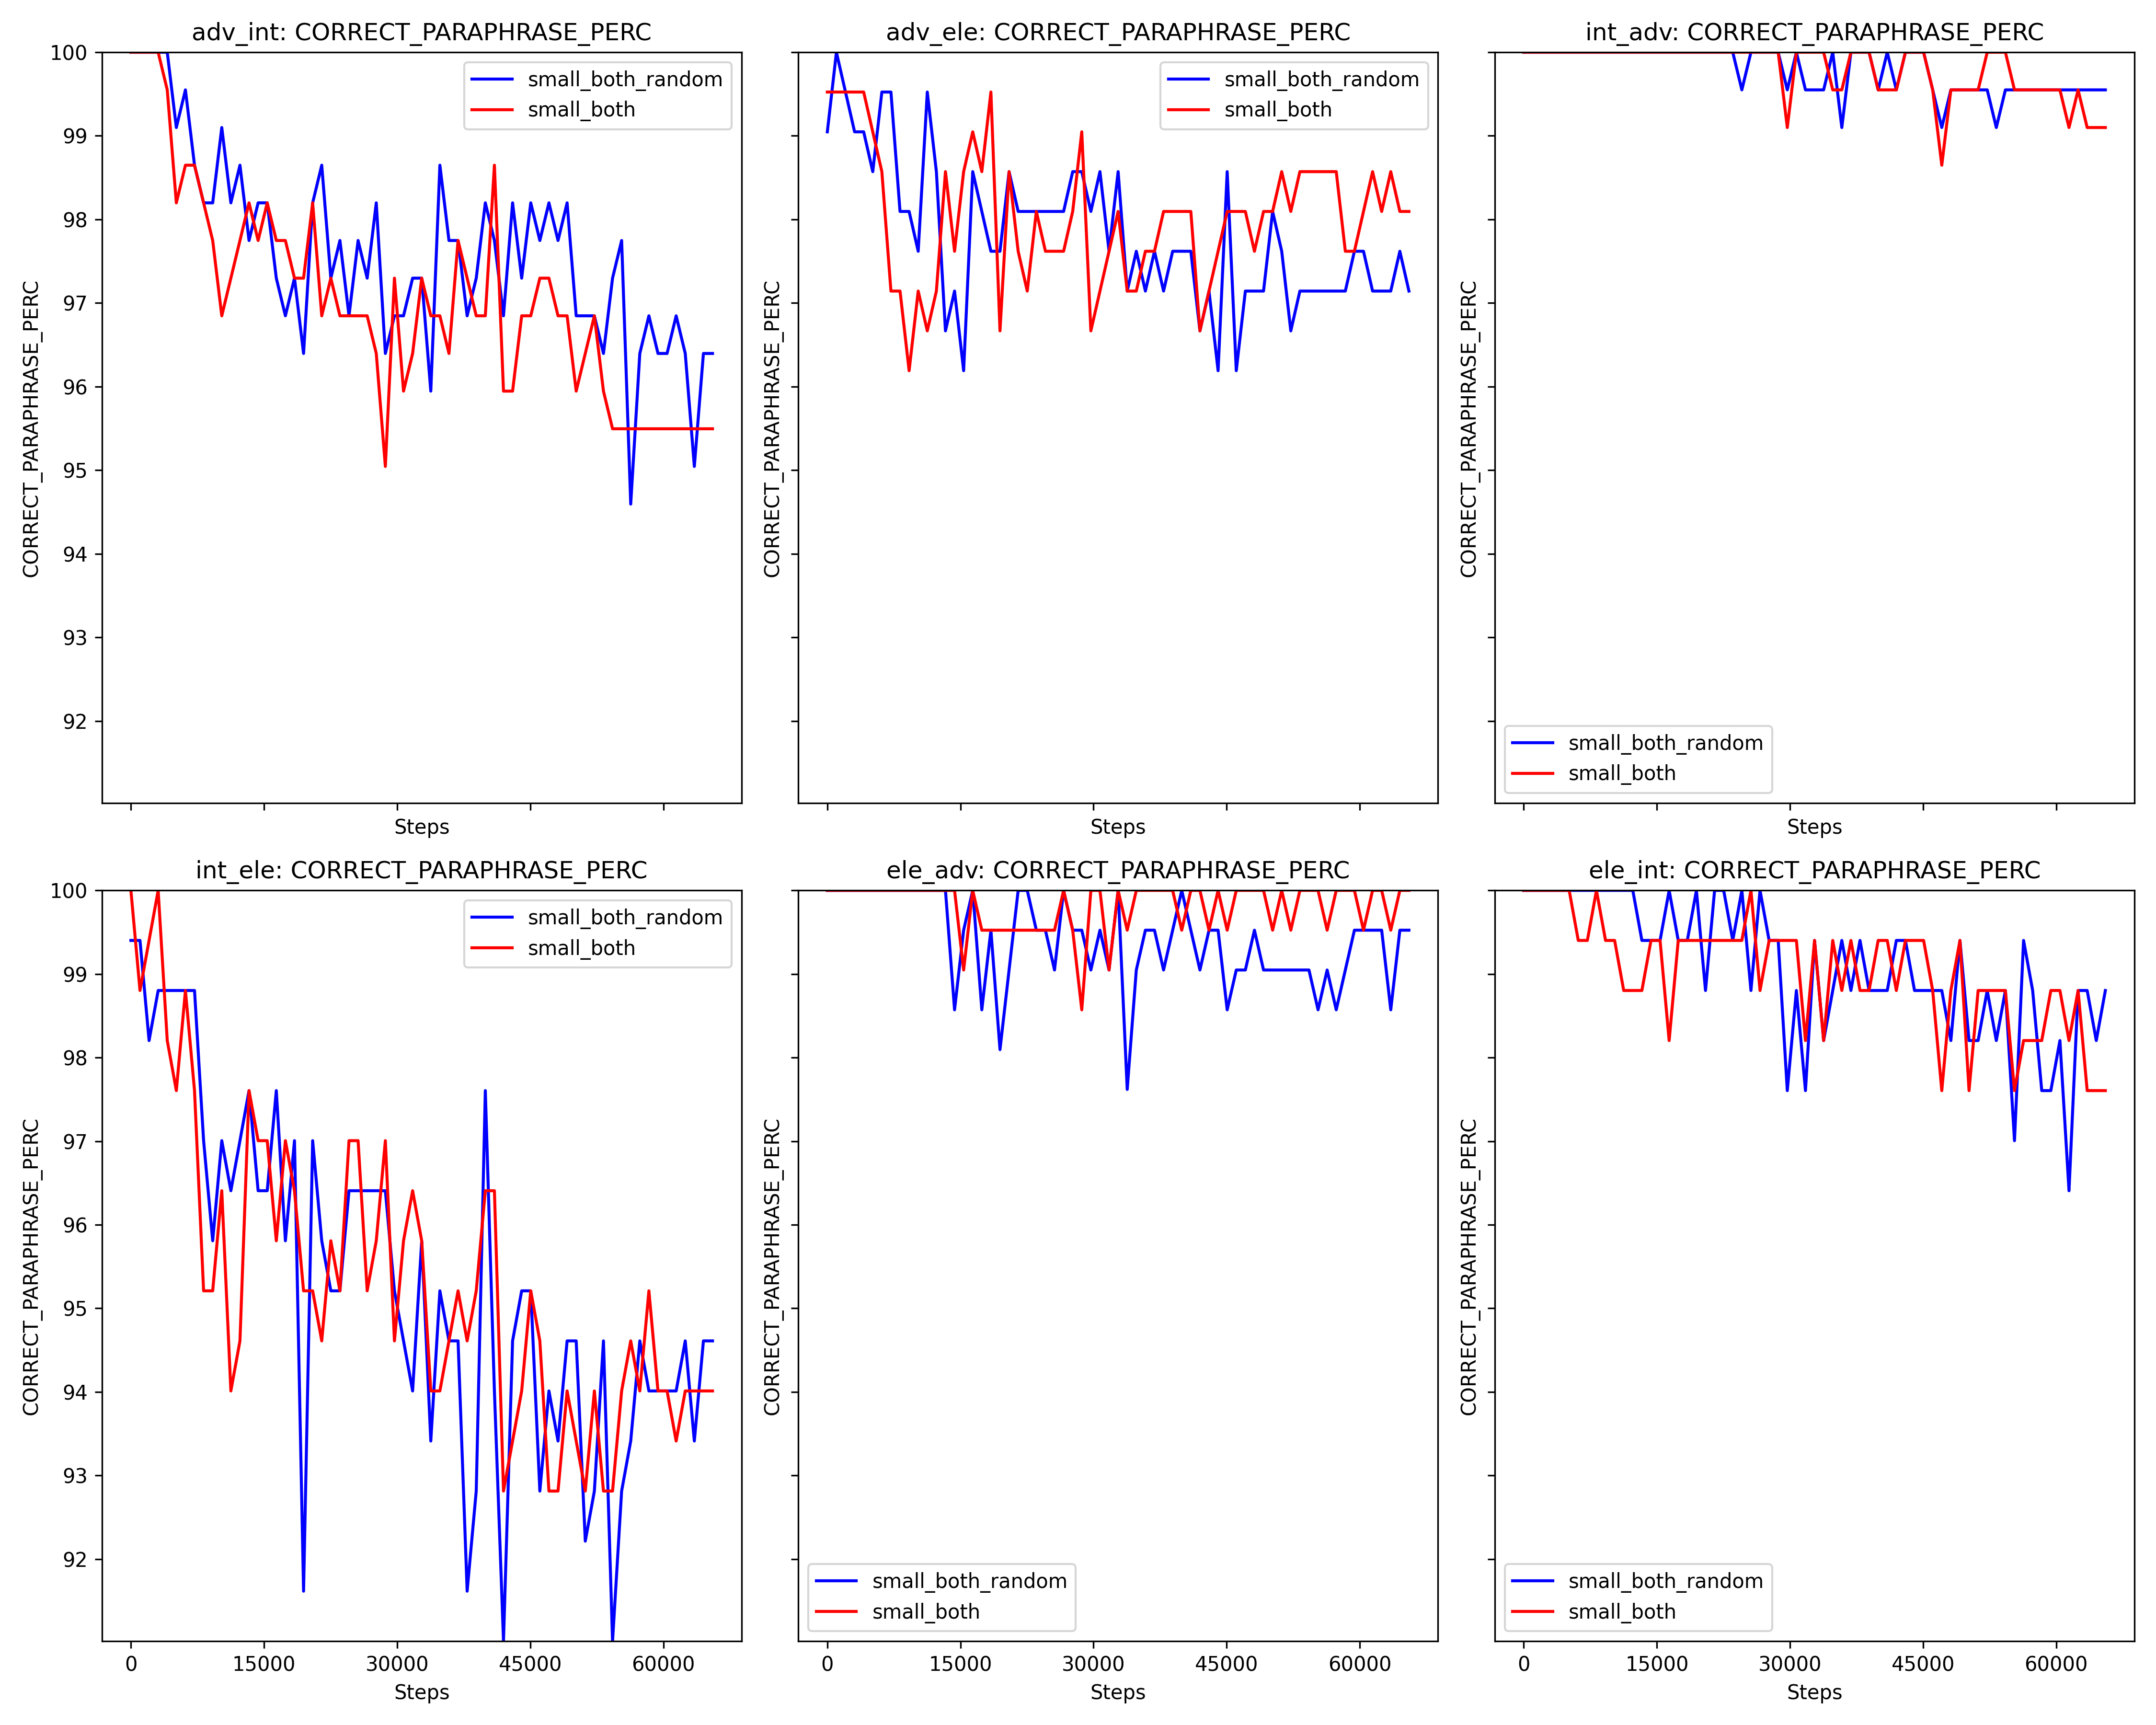 adv_int: CORRECT_PARAPHRASE_PERC
adv_ele: CORRECT_PARAPHRASE_PERC
int_adv: CORRECT_PARAPHRASE_PERC
CORRECT_PARAPHRASE_PERC
100
99
98
97
96
95
94
93
92
small_both_random
small_both
Steps
CORRECT_PARAPHRASE_PERC
small_both_random
small_both
Steps
CORRECT_PARAPHRASE_PERC
small_both_random
small_both
Steps
int_ele: CORRECT_PARAPHRASE_PERC
ele_adv: CORRECT_PARAPHRASE_PERC
ele_int: CORRECT_PARAPHRASE_PERC
CORRECT_PARAPHRASE_PERC
100
99
98
97
96
95
94
93
92
small_both_random
small_both
0 15000 30000 45000 60000
Steps
CORRECT_PARAPHRASE_PERC
small_both_random
small_both
0 15000 30000 45000 60000
Steps
CORRECT_PARAPHRASE_PERC
small_both_random
small_both
0 15000 30000 45000 60000
Steps